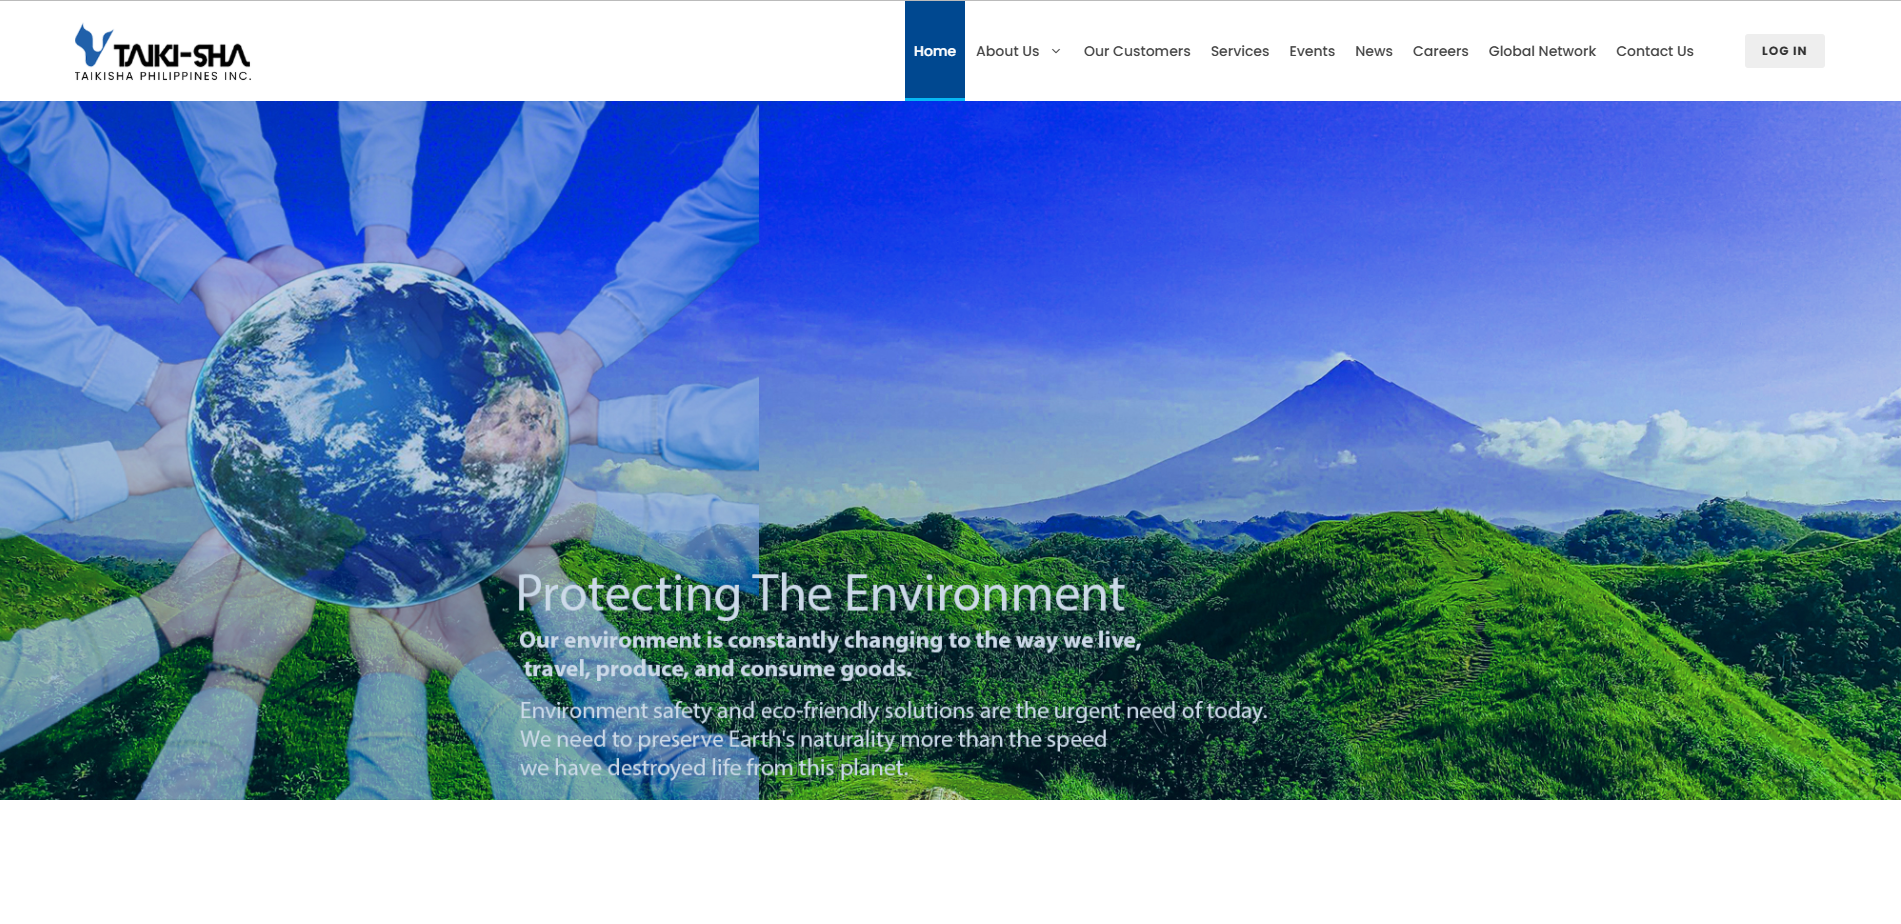 TAIKI-SHA
TAIKISHA PHILIPPINES INC.
Home About Us Our Customers Services Events News Careers Global Network Contact Us LOG IN
Protecting The Environment
Our environment is constantly changing to the way we live,
travel, produce, and consume goods.
Environment safety and eco-friendly solutions are the urgent need of today.
We need to preserve Earth's naturality more than the speed
we have destroyed life from this planet.